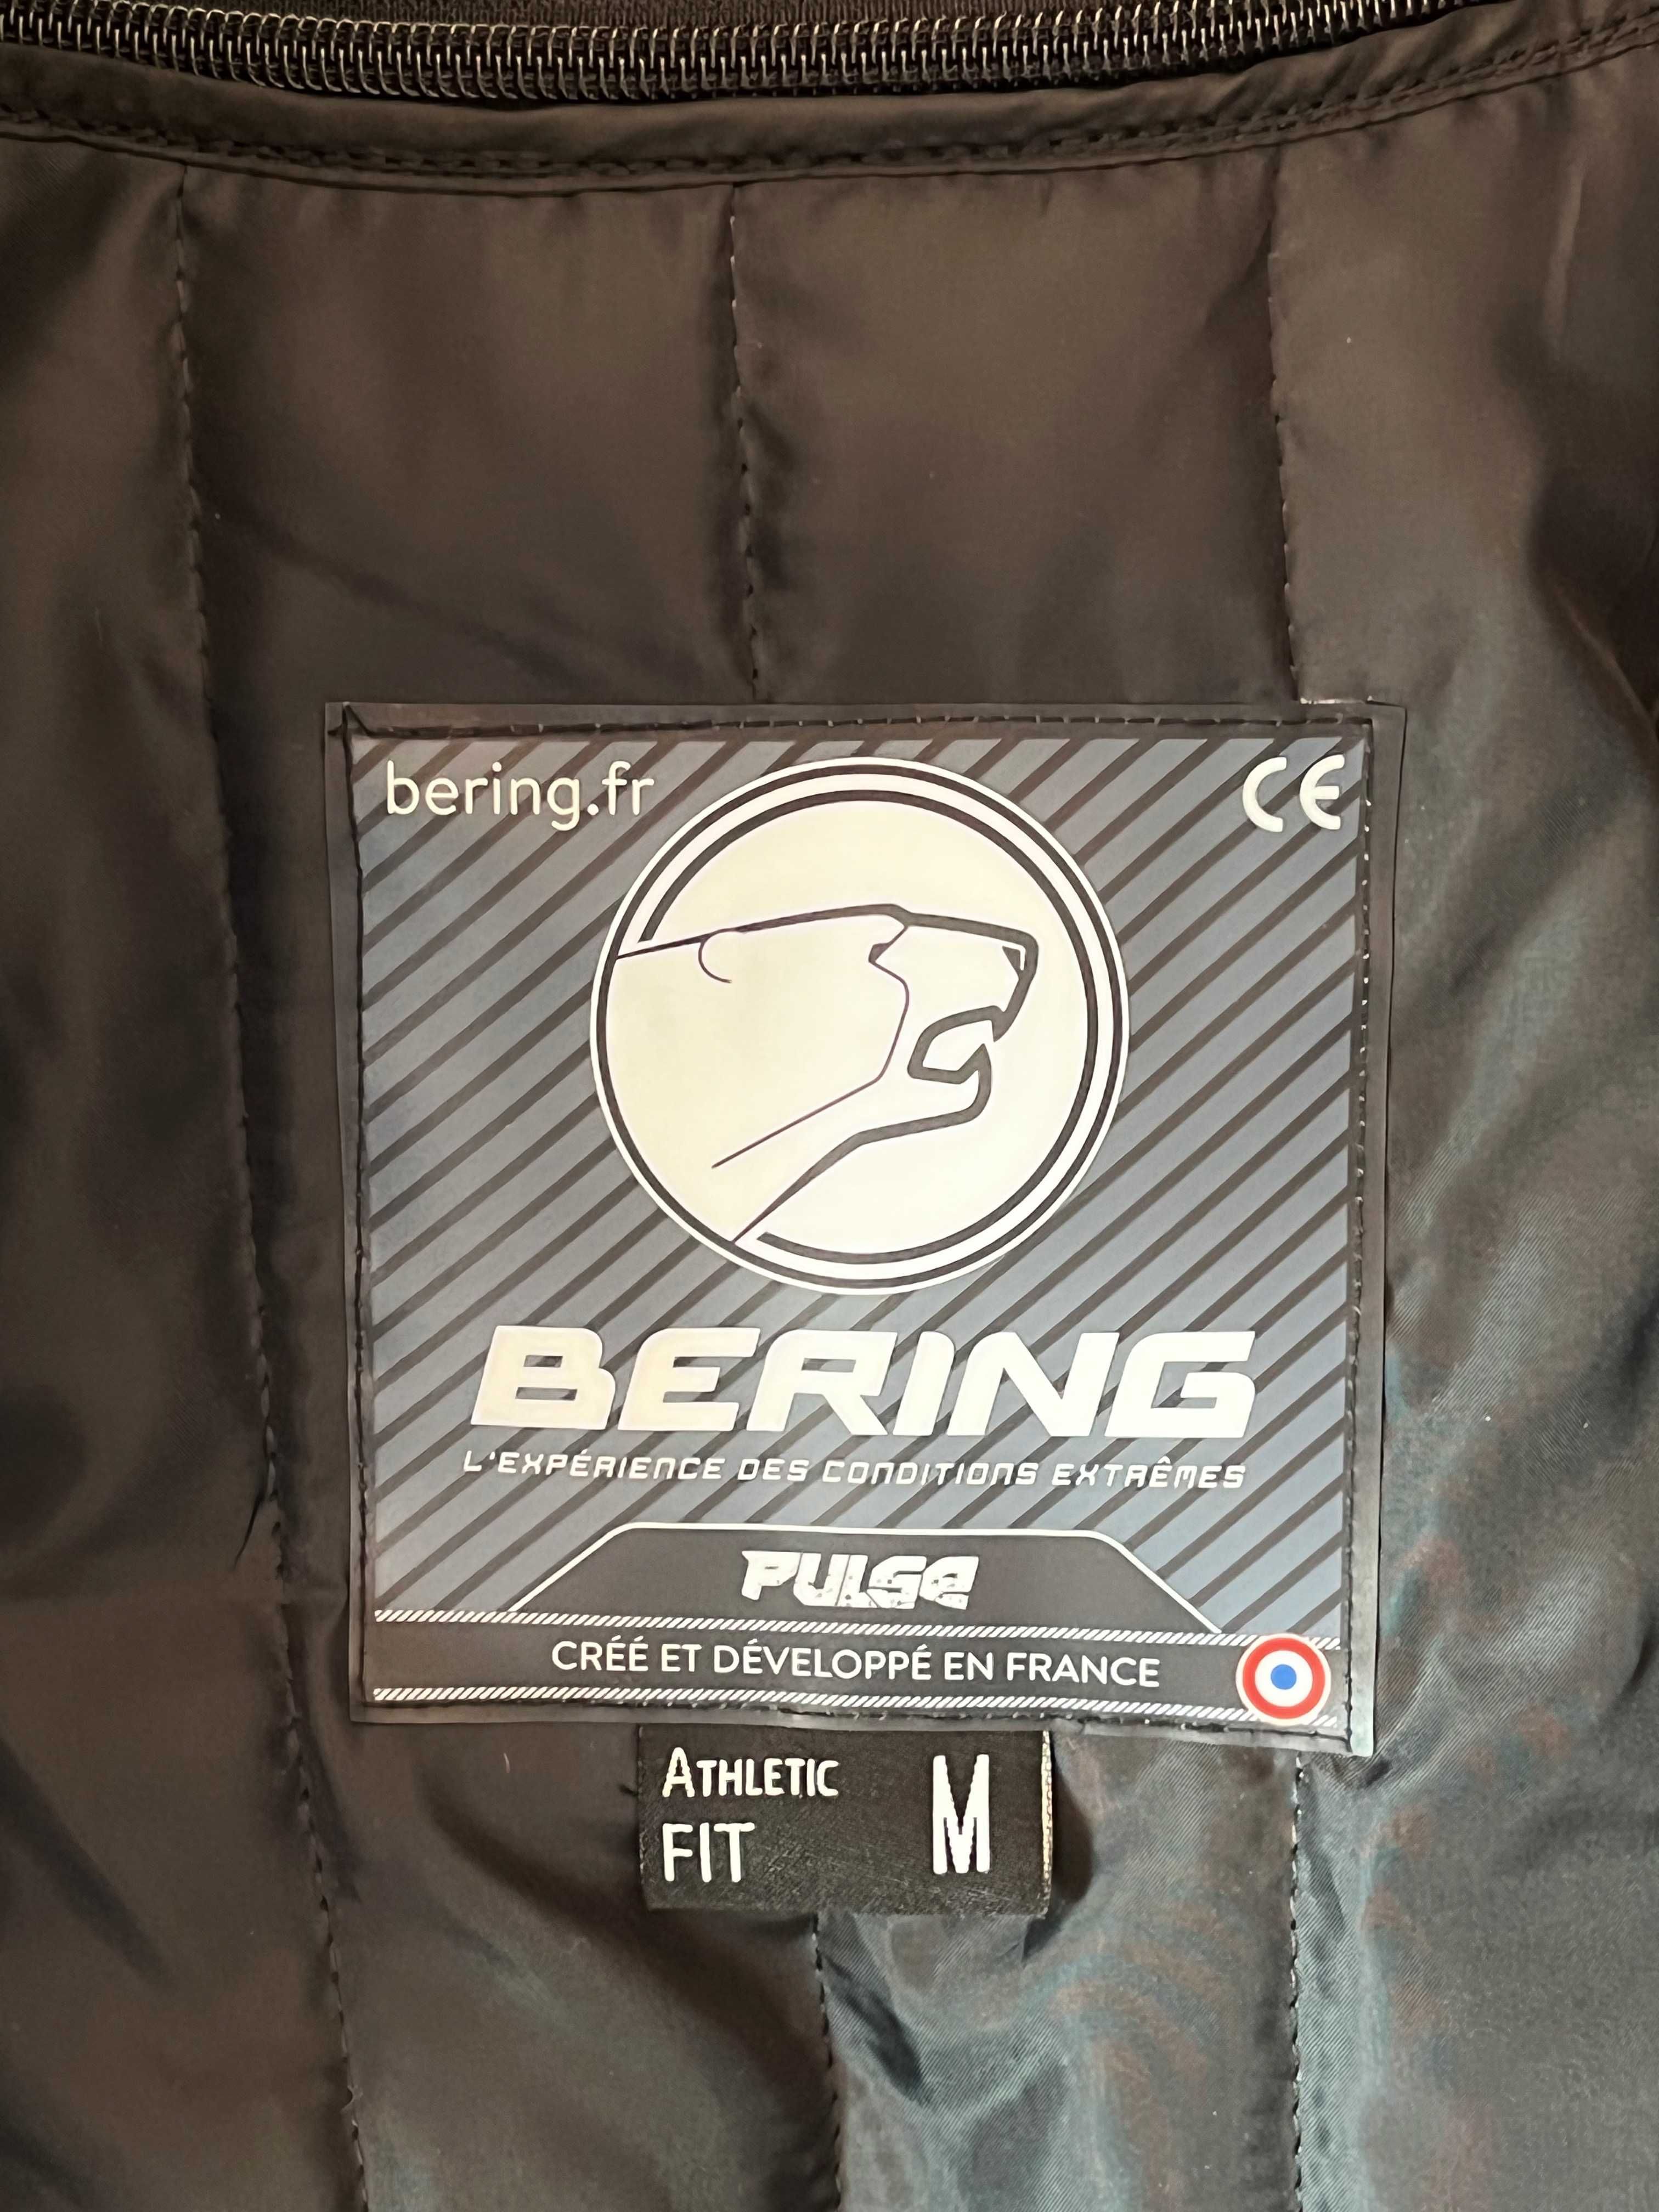 bering.fr
CE
BERING
L'EXPÉRIENCE DES CONDITIONS EXTRÊMES
PULSE
CRÉÉ ET DÉVELOPPÉ EN FRANCE
ATHLETIC
FIT
M